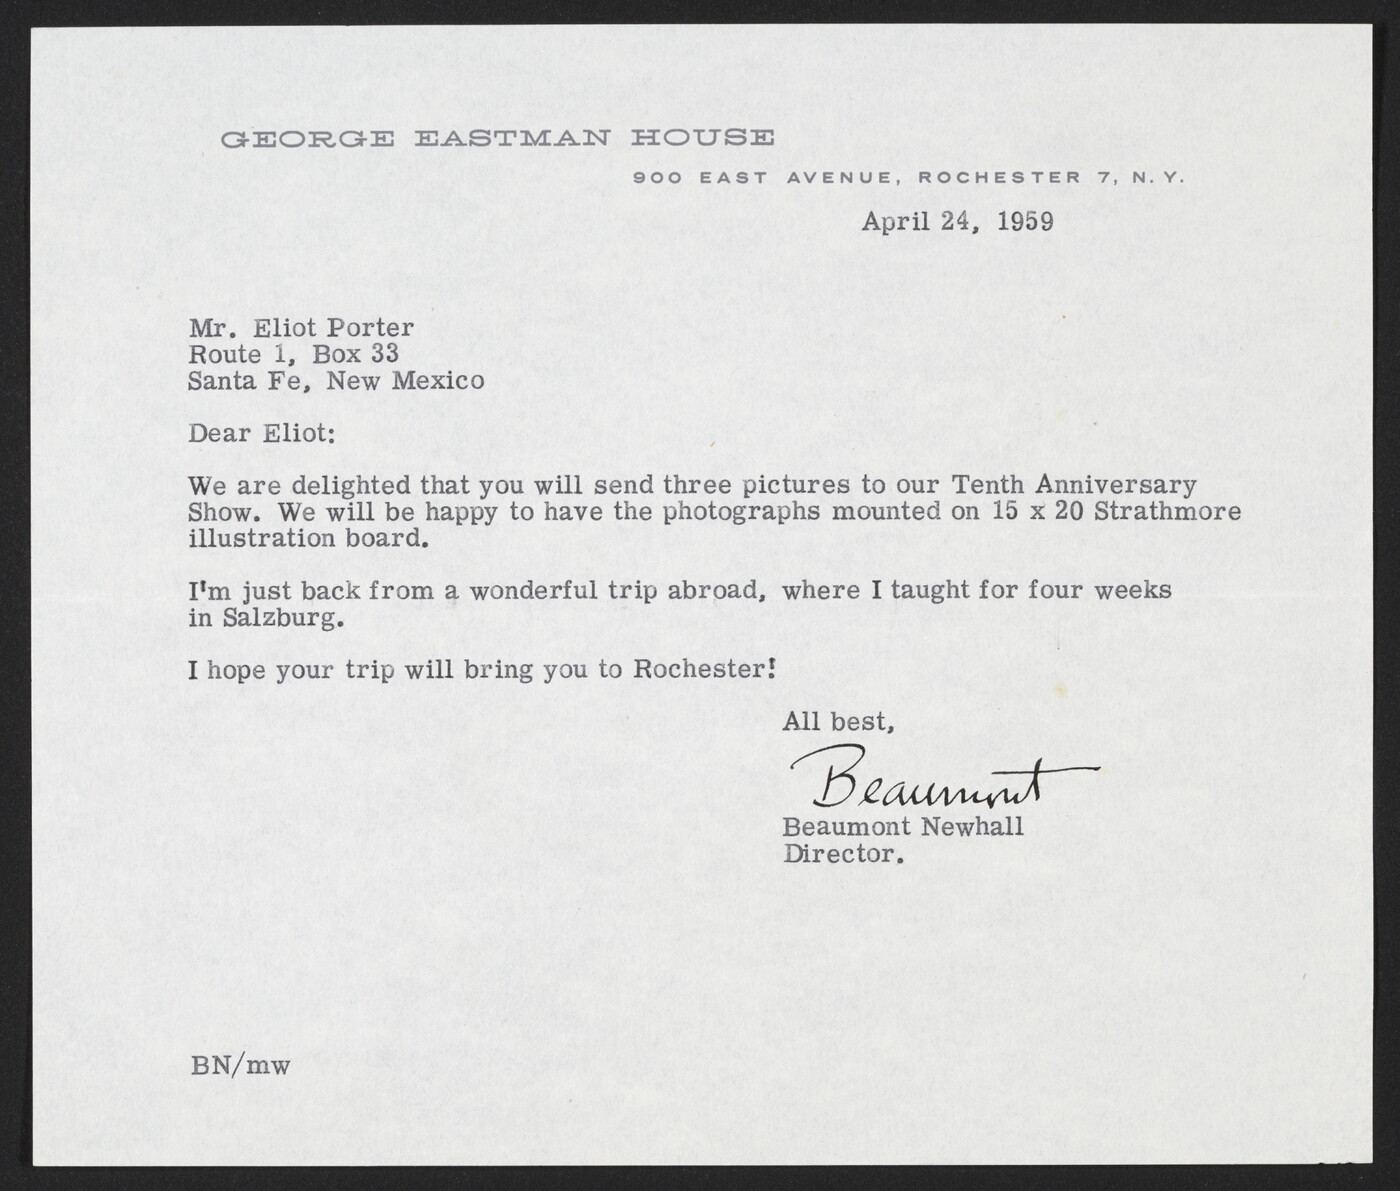 GEORGE EASTMAN HOUSE
900 EAST AVENUE, ROCHESTER 7, N. Y.
April 24, 1959
Mr. Eliot Porter
Route 1, Box 33
Santa Fe, New Mexico
Dear Eliot:
We are delighted that you will send three pictures to our Tenth Anniversary
Show. We will be happy to have the photographs mounted on 15 x 20 Strathmore
illustration board.
I'm just back from a wonderful trip abroad, where I taught for four weeks
in Salzburg.
I hope your trip will bring you to Rochester!
All best,
Beaumont
Beaumont Newhall
Director.
BN/mw